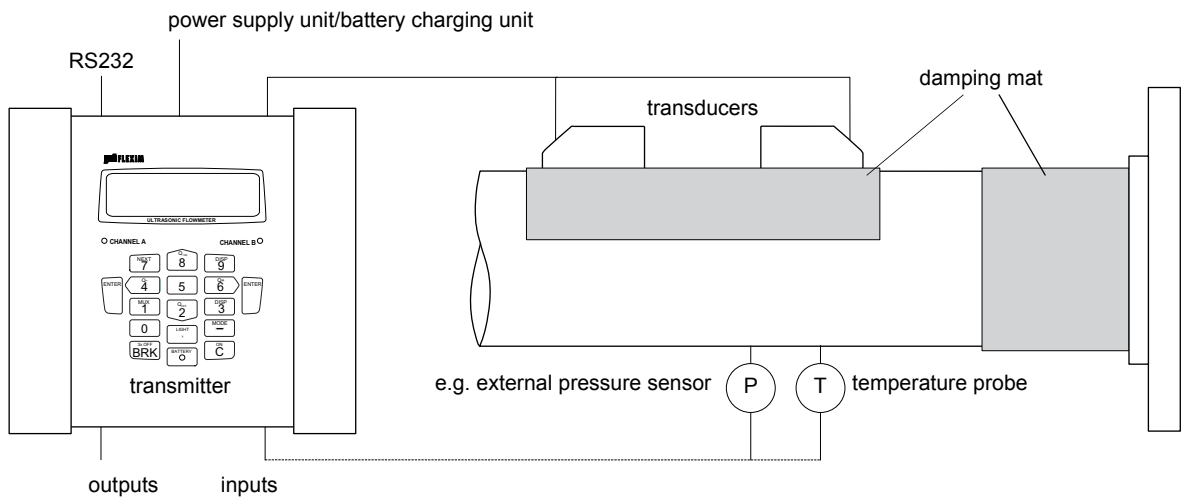 power supply unit/battery charging unit
RS232
damping mat
transducers
FLEXIM
ULTRASONIC FLOWMETER
CHANNEL A CHANNEL B
NEXT DISP
7 8 9
ENTER 4 5 6 ENTER
MUX DISP
1 2 3
LIGHT MODE
0 . –
3x OFF BATTERY ON
BRK C
transmitter
e.g. external pressure sensor P T temperature probe
outputs inputs